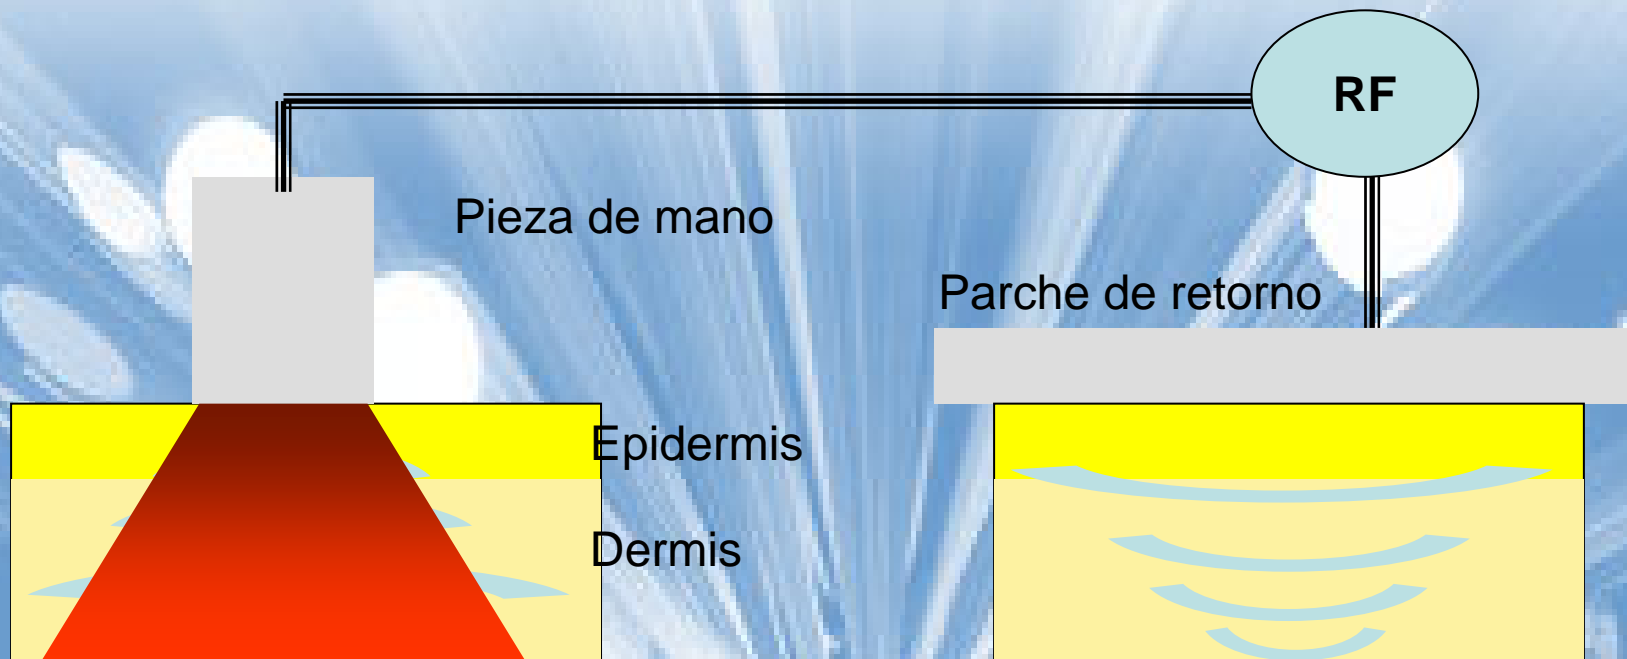 RF
Pieza de mano
Parche de retorno
Epidermis
Dermis